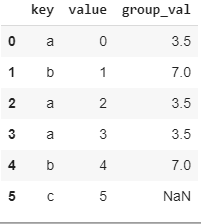 key value group_val
0 a 0 3.5
1 b 1 7.0
2 a 2 3.5
3 a 3 3.5
4 b 4 7.0
5 c 5 NaN